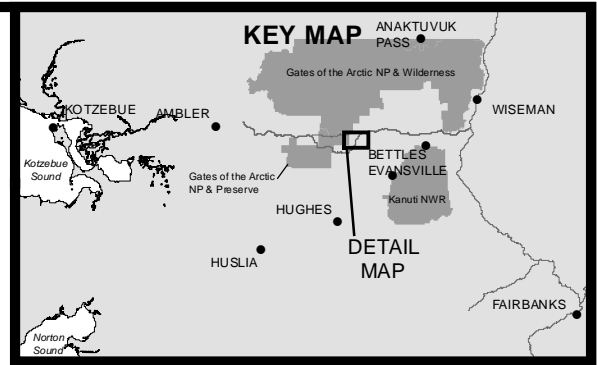 KEY MAP
ANAKTUVUK
PASS
Gates of the Arctic NP & Wilderness
KOTZEBUE
AMBLER
WISEMAN
Kotzebue
Sound
BETTLES
EVANSVILLE
Gates of the Arctic
NP & Preserve
Kanuti NWR
HUGHES
DETAIL
MAP
HUSLIA
FAIRBANKS
Norton
Sound